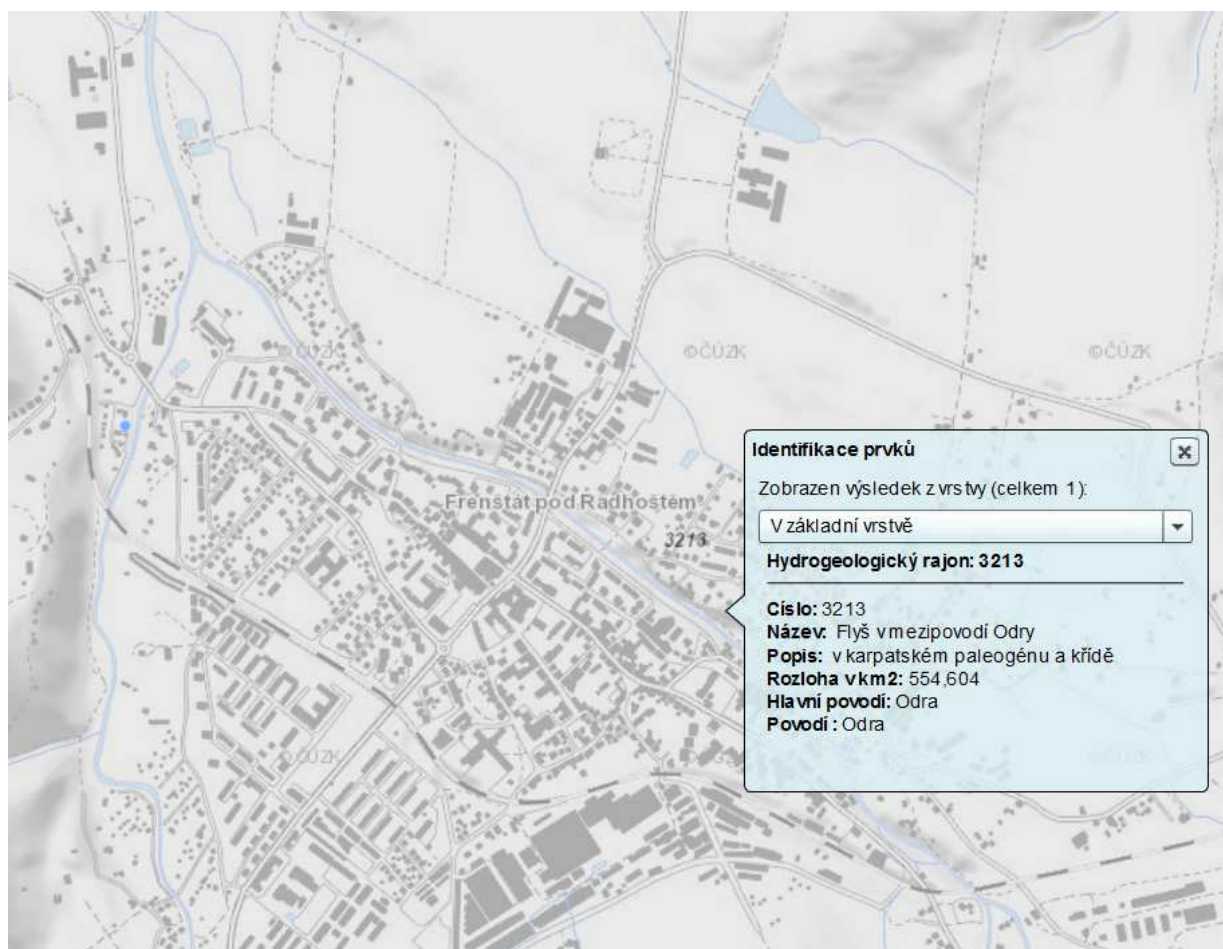 ©ČÚZK
©ČÚZK
©ČÚZK
Identifikace prvků
Zobrazen výsledek z vrstvy (celkem 1):
V základní vrstvě
Hydrogeologický rajon: 3213
Číslo: 3213
Název: Flyš v mezipovodí Odry
Popis: v karpatském paleogénu a křídě
Rozloha v km2: 554,604
Hlavní povodí: Odra
Povodí : Odra
Frenštát pod Radhoštěm
3213
©ČÚZK
©ČÚZK
©ČÚZK